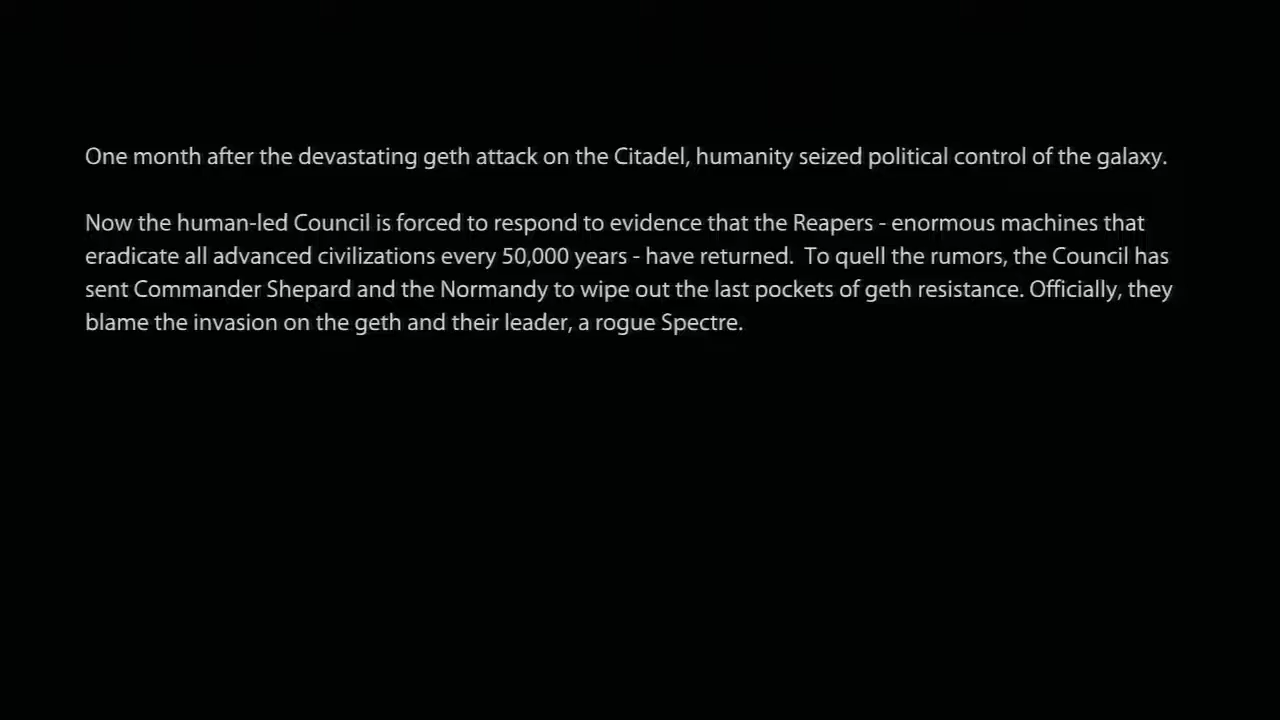 One month after the devastating geth attack on the Citadel, humanity seized political control of the galaxy.
Now the human-led Council is forced to respond to evidence that the Reapers - enormous machines that
eradicate all advanced civilizations every 50,000 years - have returned.  To quell the rumors, the Council has
sent Commander Shepard and the Normandy to wipe out the last pockets of geth resistance. Officially, they
blame the invasion on the geth and their leader, a rogue Spectre.